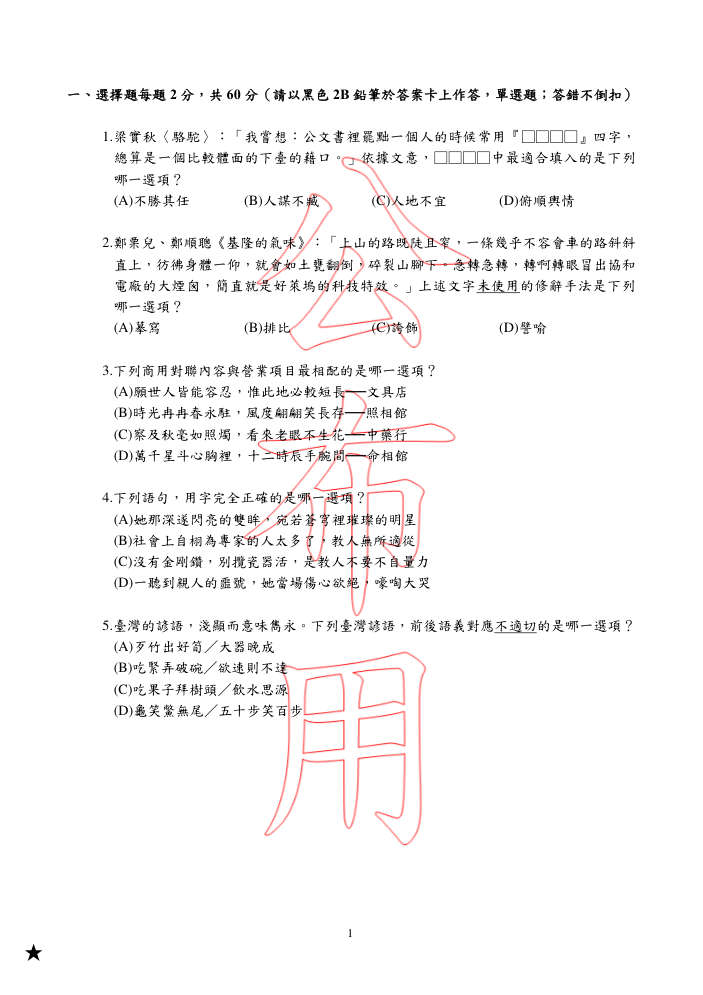 一、選擇題每題 2 分，共 60 分（請以黑色 2B 鉛筆於答案卡上作答，單選題；答錯不倒扣）
1.梁實秋〈駱駝〉：「我嘗想：公文書裡罷黜一個人的時候常用『□□□□』四字，
總算是一個比較體面的下臺的藉口。」依據文意，□□□□中最適合填入的是下列
哪一選項？
(A)不勝其任 (B)人謀不臧 (C)人地不宜 (D)俯順輿情
2.鄭栗兒、鄭順聰《基隆的氣味》：「上山的路既陡且窄，一條幾乎不容會車的路斜斜
直上，彷彿身體一仰，就會如土甕翻倒，碎裂山腳下。急轉急轉，轉啊轉眼冒出協和
電廠的大煙囪，簡直就是好萊塢的科技特效。」上述文字未使用的修辭手法是下列
哪一選項？
(A)摹寫 (B)排比 (C)誇飾 (D)譬喻
3.下列商用對聯內容與營業項目最相配的是哪一選項？
(A)願世人皆能容忍，惟此地必較短長──文具店
(B)時光冉冉春永駐，風度翩翩笑長存──照相館
(C)察及秋毫如照燭，看來老眼不生花──中藥行
(D)萬千星斗心胸裡，十二時辰手腕間──命相館
4.下列語句，用字完全正確的是哪一選項？
(A)她那深邃閃亮的雙眸，宛若蒼穹裡璀璨的明星
(B)社會上自栩為專家的人太多了，教人無所適從
(C)沒有金剛鑽，別攬瓷器活，是教人不要不自量力
(D)一聽到親人的噩號，她當場傷心欲絕，嚎啕大哭
5.臺灣的諺語，淺顯而意味雋永。下列臺灣諺語，前後語義對應不適切的是哪一選項？
(A)歹竹出好筍／大器晚成
(B)吃緊弄破碗／欲速則不達
(C)吃果子拜樹頭／飲水思源
(D)龜笑鱉無尾／五十步笑百步
公
布
用
1
★